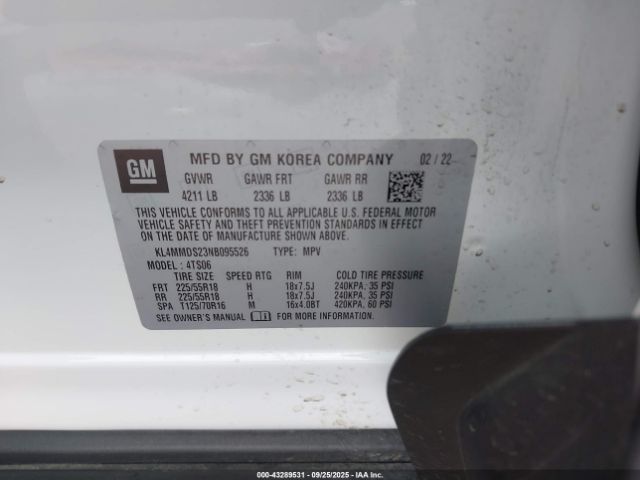 GM
MFD BY GM KOREA COMPANY 02 / 22
GVWR GAWR FRT GAWR RR
4211 LB 2336 LB 2336 LB
THIS VEHICLE CONFORMS TO ALL APPLICABLE U.S. FEDERAL MOTOR
VEHICLE SAFETY AND THEFT PREVENTION STANDARDS IN EFFECT ON
THE DATE OF MANUFACTURE SHOWN ABOVE.
KL4MMDS23NB095526 TYPE: MPV
MODEL : 4TS06
TIRE SIZE SPEED RTG RIM COLD TIRE PRESSURE
FRT 225/55R18 H 18x7.5J 240KPA, 35 PSI
RR 225/55R18 H 18x7.5J 240KPA, 35 PSI
SPA T125/70R16 M 16x4.0BT 420KPA, 60 PSI
SEE OWNER'S MANUAL FOR MORE INFORMATION.
000-43289531 - 09/25/2025 - COPYRIGHT IAA, Inc.